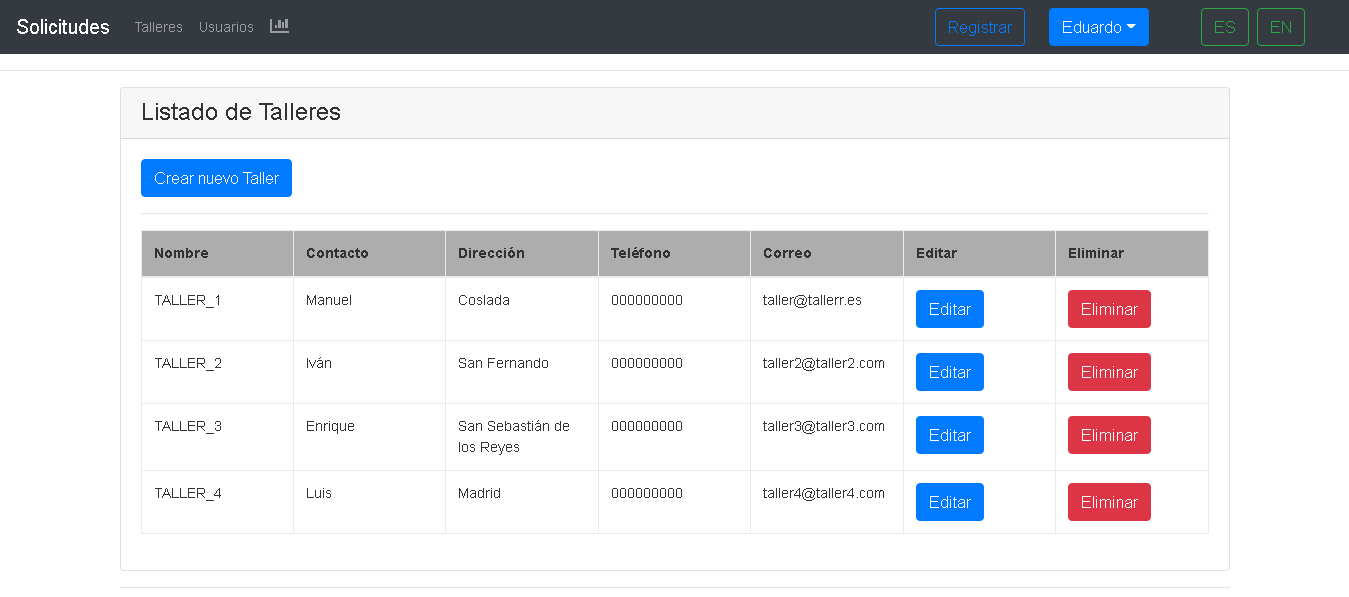 Solicitudes Talleres Usuarios Registrar Eduardo ES EN
Listado de Talleres
Crear nuevo Taller
Nombre Contacto Dirección Teléfono Correo Editar Eliminar
TALLER_1 Manuel Coslada 000000000 taller@tallerr.es Editar Eliminar
TALLER_2 Iván San Fernando 000000000 taller2@taller2.com Editar Eliminar
TALLER_3 Enrique San Sebastián de 000000000 taller3@taller3.com Editar Eliminar
los Reyes
TALLER_4 Luis Madrid 000000000 taller4@taller4.com Editar Eliminar